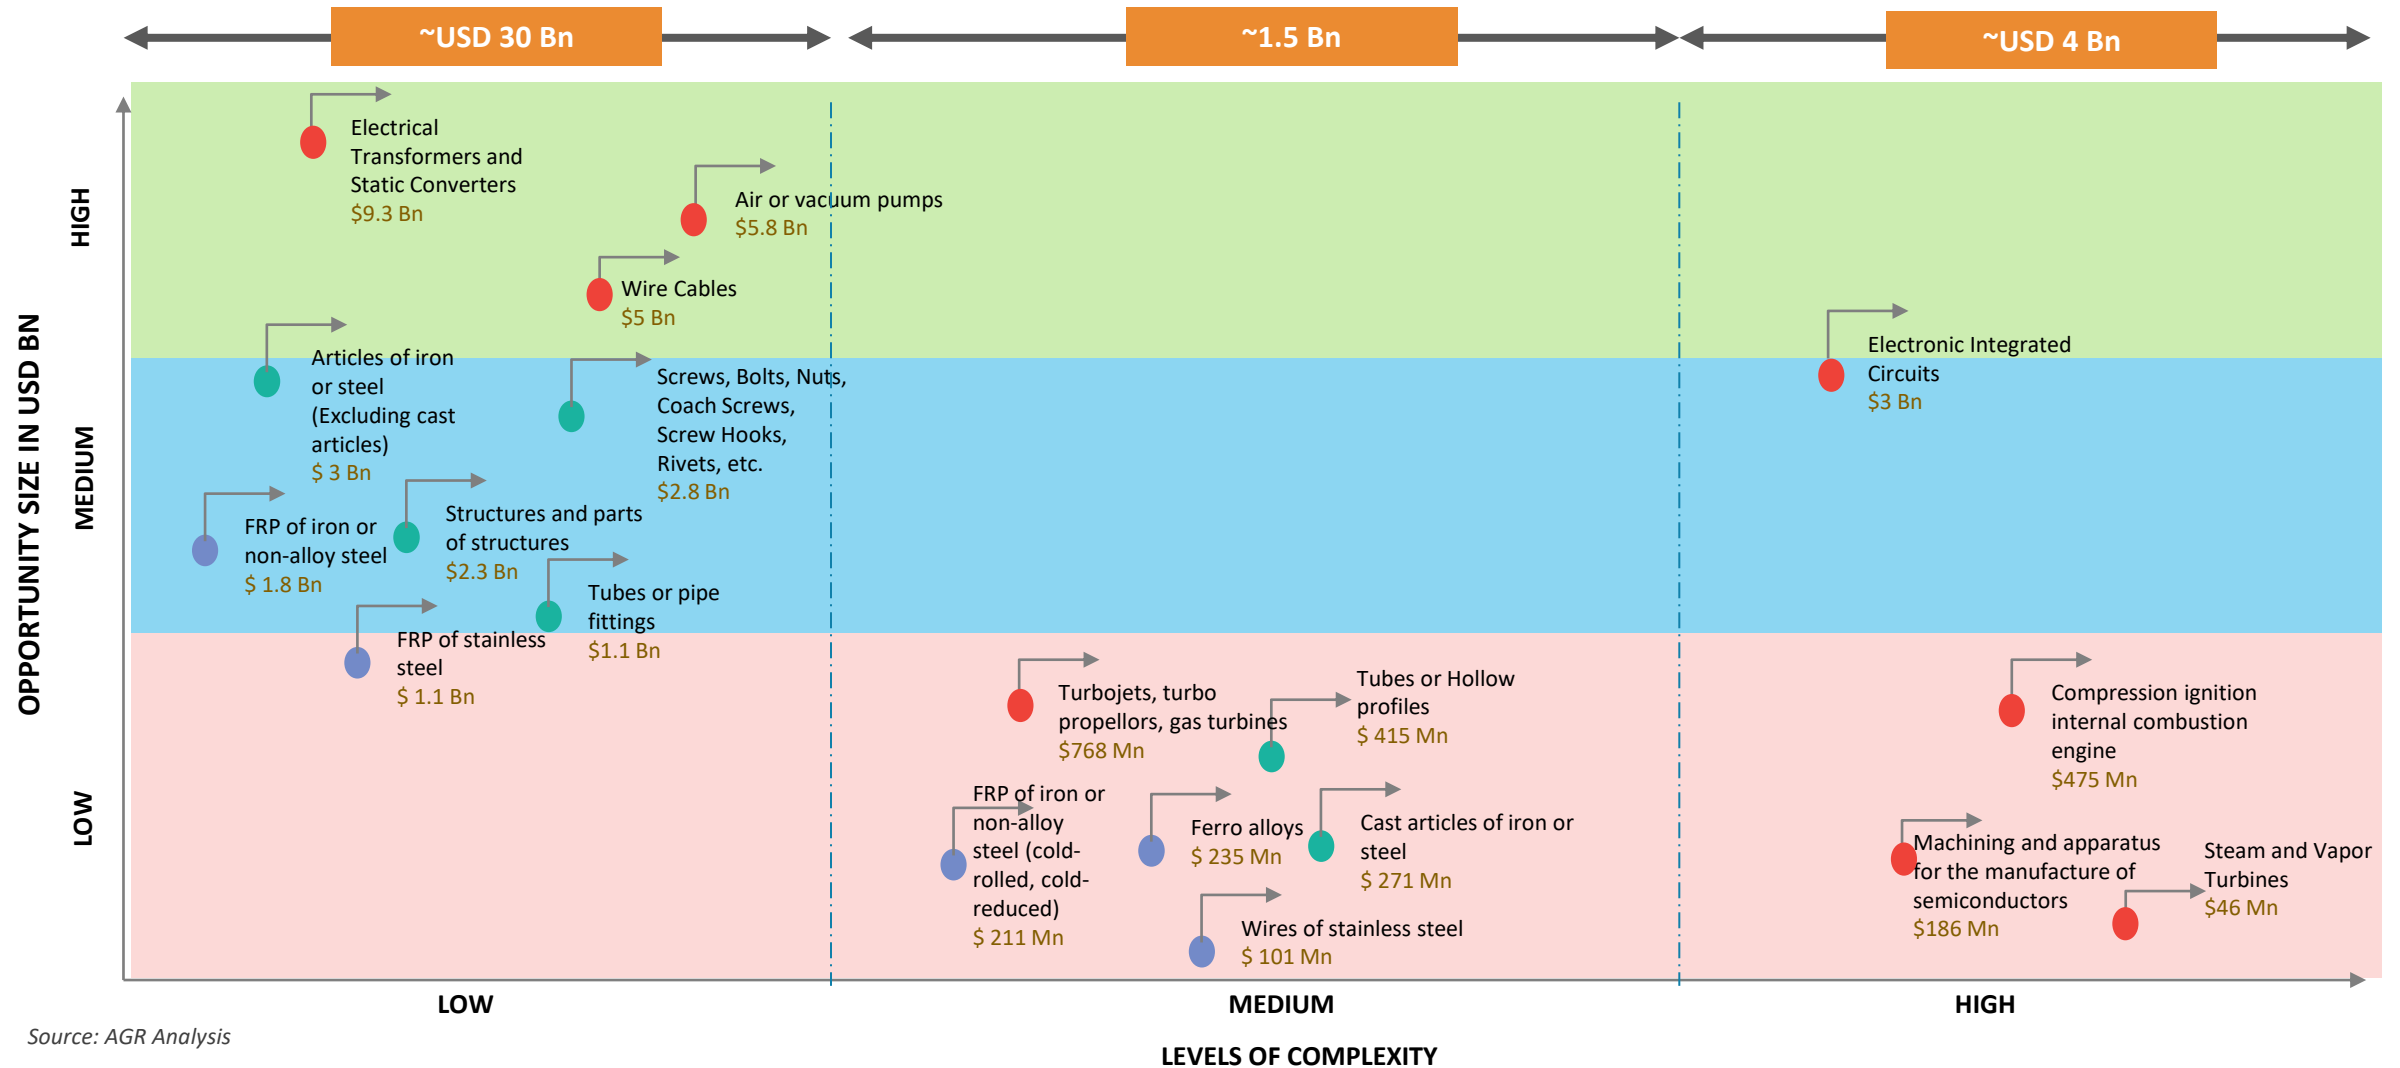 ~USD 30 Bn
~1.5 Bn
~USD 4 Bn
OPPORTUNITY SIZE IN USD BN
HIGH
MEDIUM
LOW
Electrical
Transformers and
Static Converters
$9.3 Bn
Air or vacuum pumps
$5.8 Bn
Wire Cables
$5 Bn
Articles of iron
or steel
(Excluding cast
articles)
$ 3 Bn
Screws, Bolts, Nuts,
Coach Screws,
Screw Hooks,
Rivets, etc.
$2.8 Bn
Electronic Integrated
Circuits
$3 Bn
FRP of iron or
non-alloy steel
$ 1.8 Bn
Structures and parts
of structures
$2.3 Bn
Tubes or pipe
fittings
$1.1 Bn
FRP of stainless
steel
$ 1.1 Bn
Turbojets, turbo
propellors, gas turbines
$768 Mn
Tubes or Hollow
profiles
$ 415 Mn
Compression ignition
internal combustion
engine
$475 Mn
FRP of iron or
non-alloy
steel (cold-
rolled, cold-
reduced)
$ 211 Mn
Ferro alloys
$ 235 Mn
Cast articles of iron or
steel
$ 271 Mn
Wires of stainless steel
$ 101 Mn
Machining and apparatus
for the manufacture of
semiconductors
$186 Mn
Steam and Vapor
Turbines
$46 Mn
LOW
MEDIUM
HIGH
Source: AGR Analysis
LEVELS OF COMPLEXITY